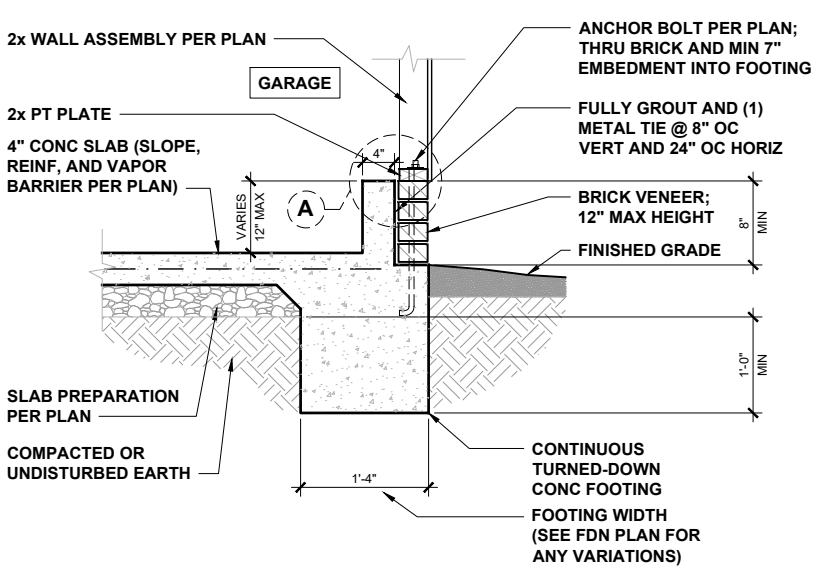 2x WALL ASSEMBLY PER PLAN
GARAGE
2x PT PLATE
4" CONC SLAB (SLOPE,
REINF, AND VAPOR
BARRIER PER PLAN)
VARIES
12" MAX
A
4"
ANCHOR BOLT PER PLAN;
THRU BRICK AND MIN 7"
EMBEDMENT INTO FOOTING
FULLY GROUT AND (1)
METAL TIE @ 8" OC
VERT AND 24" OC HORIZ
BRICK VENEER;
12" MAX HEIGHT
FINISHED GRADE
8"
MIN
1'-0"
MIN
SLAB PREPARATION
PER PLAN
COMPACTED OR
UNDISTURBED EARTH
1'-4"
CONTINUOUS
TURNED-DOWN
CONC FOOTING
FOOTING WIDTH
(SEE FDN PLAN FOR
ANY VARIATIONS)